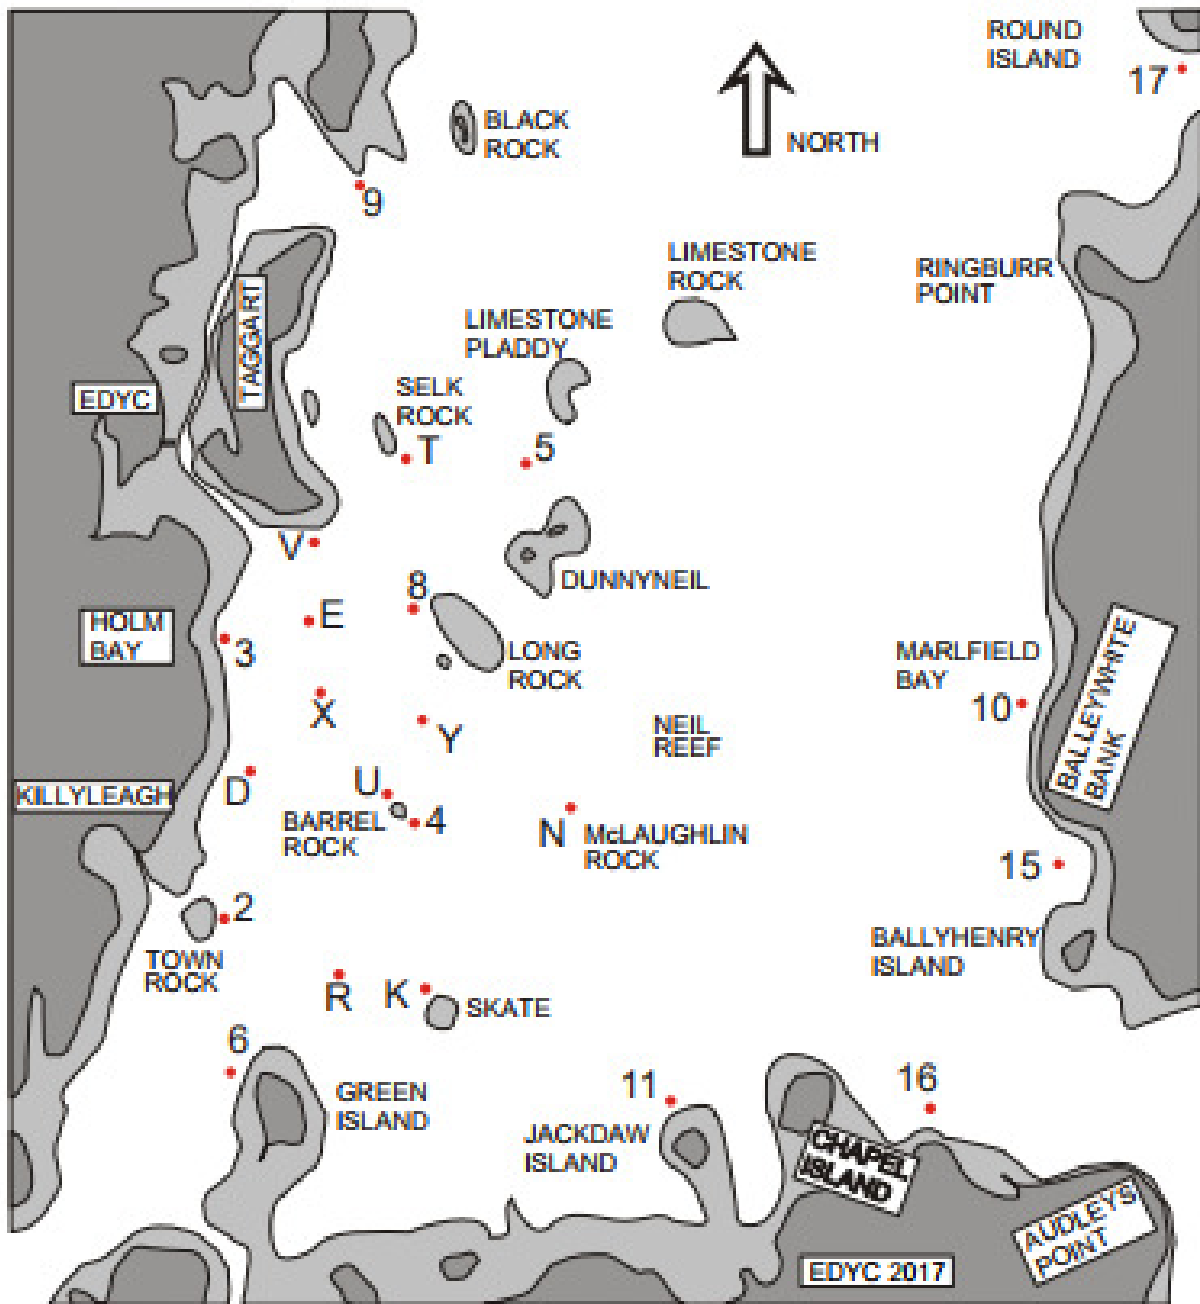 ROUND
ISLAND
17
BLACK
ROCK
NORTH
9
LIMESTONE
ROCK
RINGBURR
POINT
TAGGART
LIMESTONE
PLADDY
EDYC
SELK
ROCK
T
5
V
8
DUNNYNEIL
E
HOLM
BAY
3
LONG
ROCK
MARLFIELD
BAY
BALLEYWHITE
BANK
X
10
Y
NEIL
REEF
D
U
KILLYLEAGH
BARREL
ROCK
4
N
McLAUGHLIN
ROCK
15
2
TOWN
ROCK
BALLYHENRY
ISLAND
R
K
SKATE
6
GREEN
ISLAND
11
16
JACKDAW
ISLAND
CHAPEL
ISLAND
AUDLEY'S
POINT
EDYC 2017